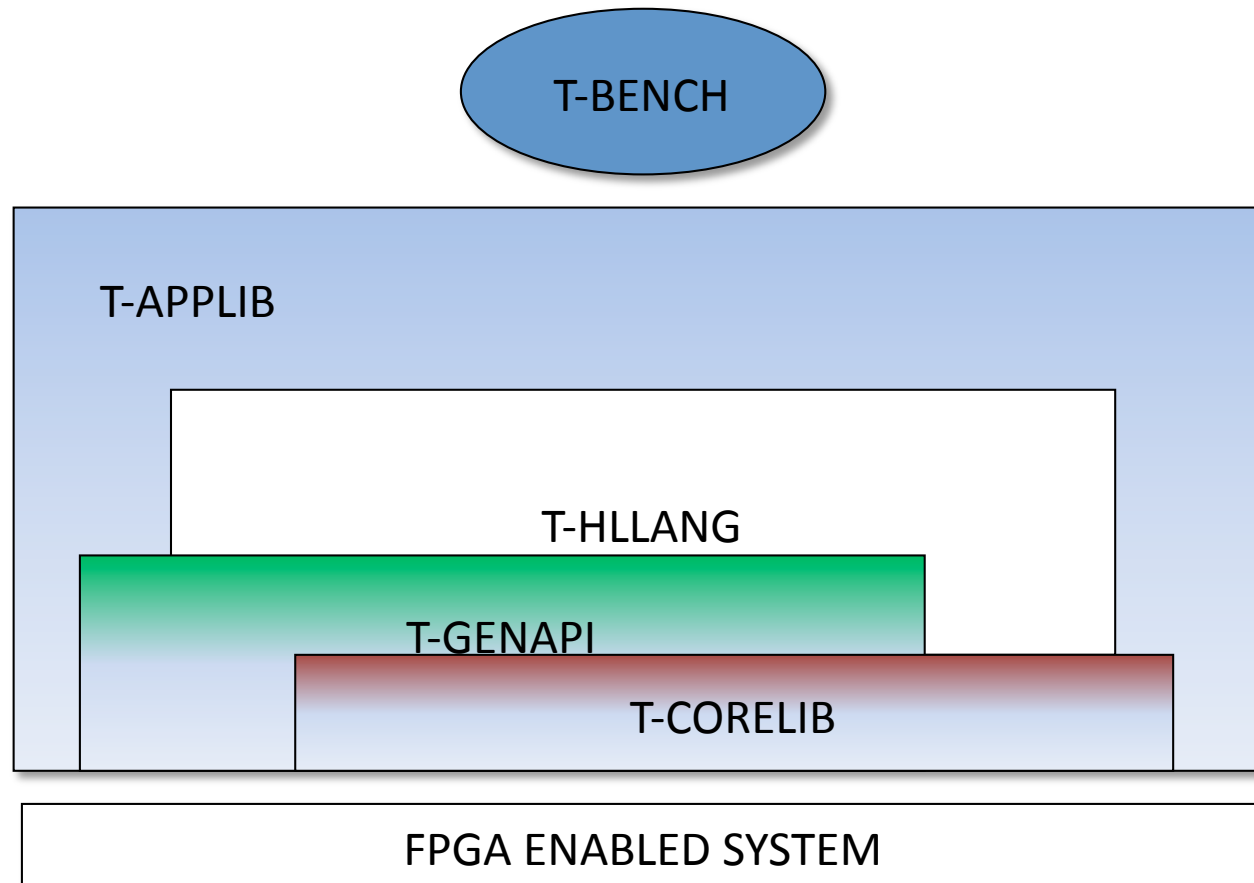 T-BENCH
T-APPLIB
T-HLLANG
T-GENAPI
T-CORELIB
FPGA ENABLED SYSTEM